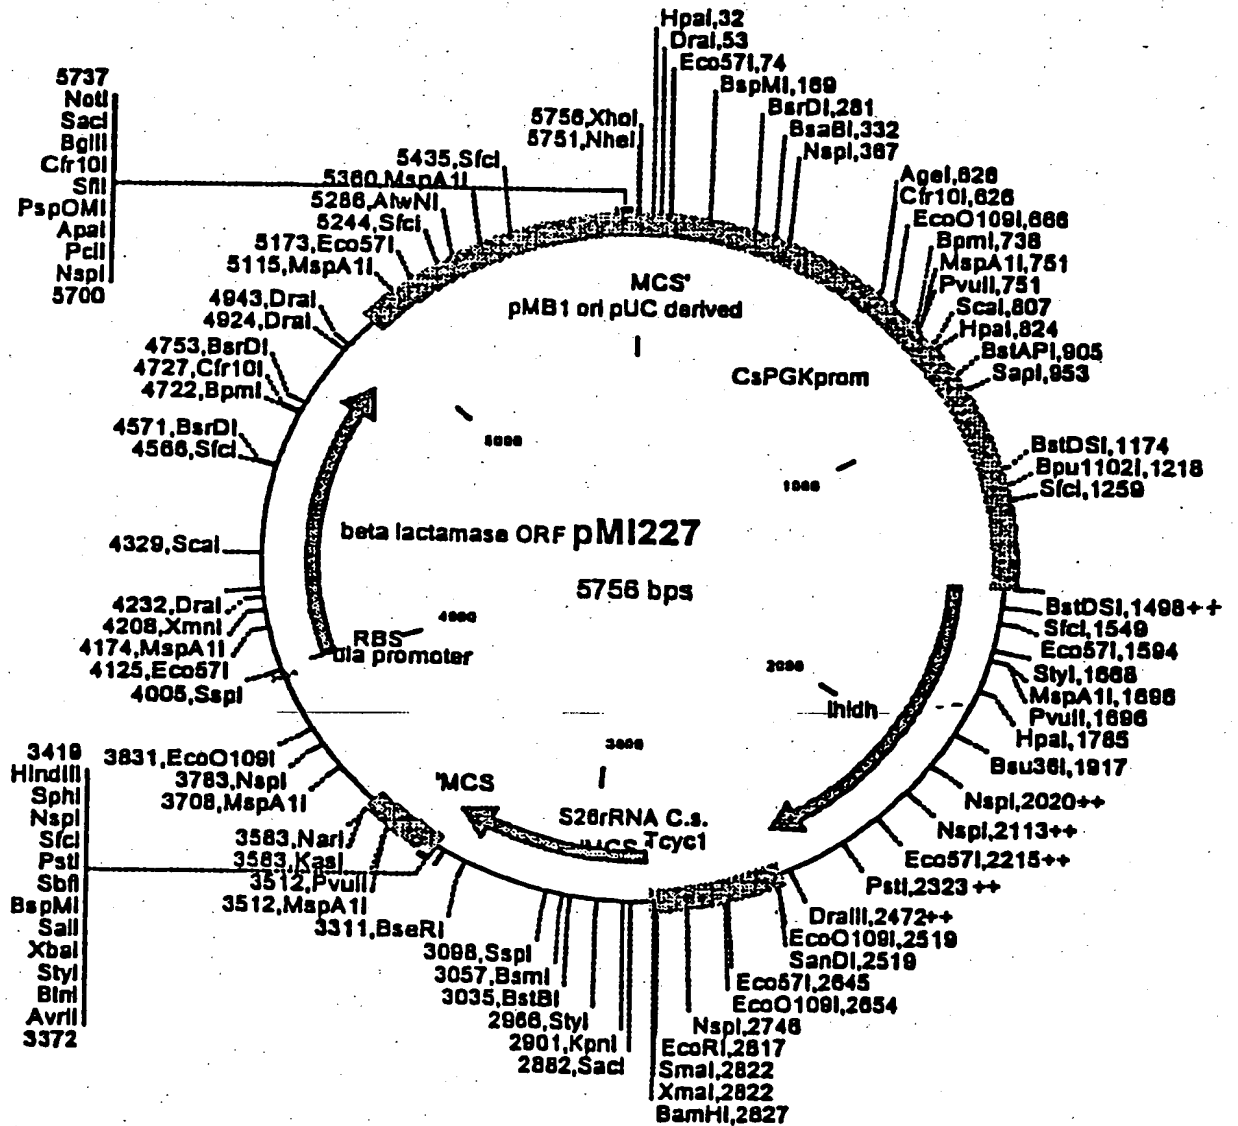 HpaI,32
DraI,53
Eco57I,74
BspMI,169
BsrDI,281
BsaBI,332
NspI,367
AgeI,626
Cfr10I,626
EcoO109I,666
BpmI,738
MspA1I,751
PvuII,751
ScaI,807
HpaI,824
BstAPI,905
SapI,953
BstDSI,1174
Bpu1102I,1218
SfcI,1259
BstDSI,1498++
SfcI,1549
Eco57I,1594
StyI,1668
MspA1I,1696
PvuII,1696
HpaI,1765
Bsu36I,1917
NspI,2020++
NspI,2113++
Eco57I,2215++
PstI,2323++
DraIII,2472++
EcoO109I,2519
SanDI,2519
Eco57I,2645
EcoO109I,2654
NspI,2746
EcoRI,2817
SmaI,2822
XmaI,2822
BamHI,2827
2882,SacI
2901,KpnI
2966,StyI
3035,BstBI
3057,BsmI
3098,SspI
3311,BseRI
3419
HindIII
SphI
NspI
SfcI
PstI
SbfI
BspMI
SalI
XbaI
StyI
BlnI
AvrII
3372
3512,MspA1I
3512,PvuII
3583,KasI
3583,NarI
3708,MspA1I
3783,NspI
3831,EcoO109I
4005,SspI
4125,Eco57I
4174,MspA1I
4208,XmnI
4232,DraI
4329,ScaI
4566,SfcI
4571,BsrDI
4722,BpmI
4727,Cfr10I
4753,BsrDI
4924,DraI
4943,DraI
5115,MspA1I
5173,Eco57I
5244,SfcI
5286,AlwNI
5360,MspA1I
5435,SfcI
5737
NotI
SacI
BglII
Cfr10I
SfiI
PspOMI
ApaI
PciI
NspI
5700
5756,XhoI
5751,NheI
MCS'
pMB1 ori pUC derived
CsPGKprom
5000
1000
beta lactamase ORF pMI227
5756 bps
4000
RBS
bla promoter
2000
lhldh
3000
'MCS
S26rRNA C.s.
'MCS' Tcyc1